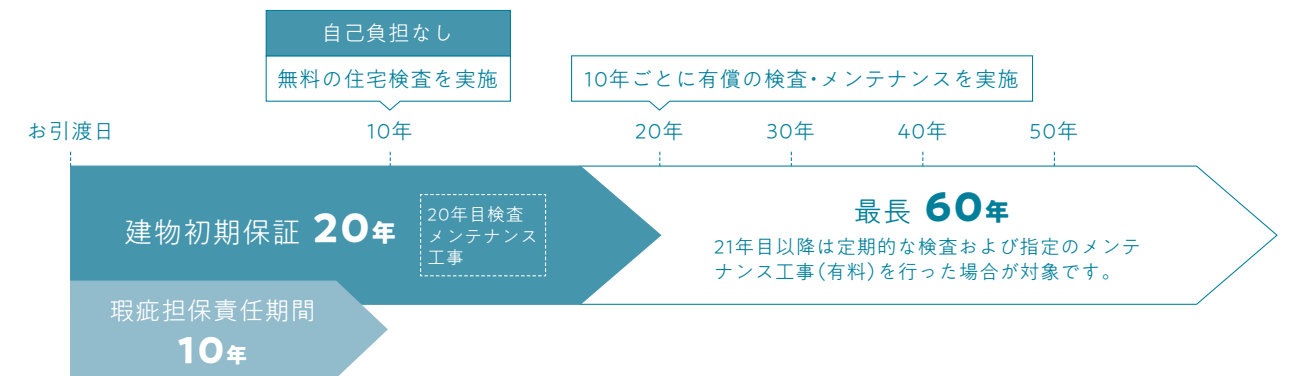 自己負担なし
無料の住宅検査を実施
10年ごとに有償の検査・メンテナンスを実施
お引渡日
10年
20年
30年
40年
50年
建物初期保証 20年
20年目検査
メンテナンス
工事
最長 60年
21年目以降は定期的な検査および指定のメンテ
ナンス工事(有料)を行った場合が対象です。
瑕疵担保責任期間
10年